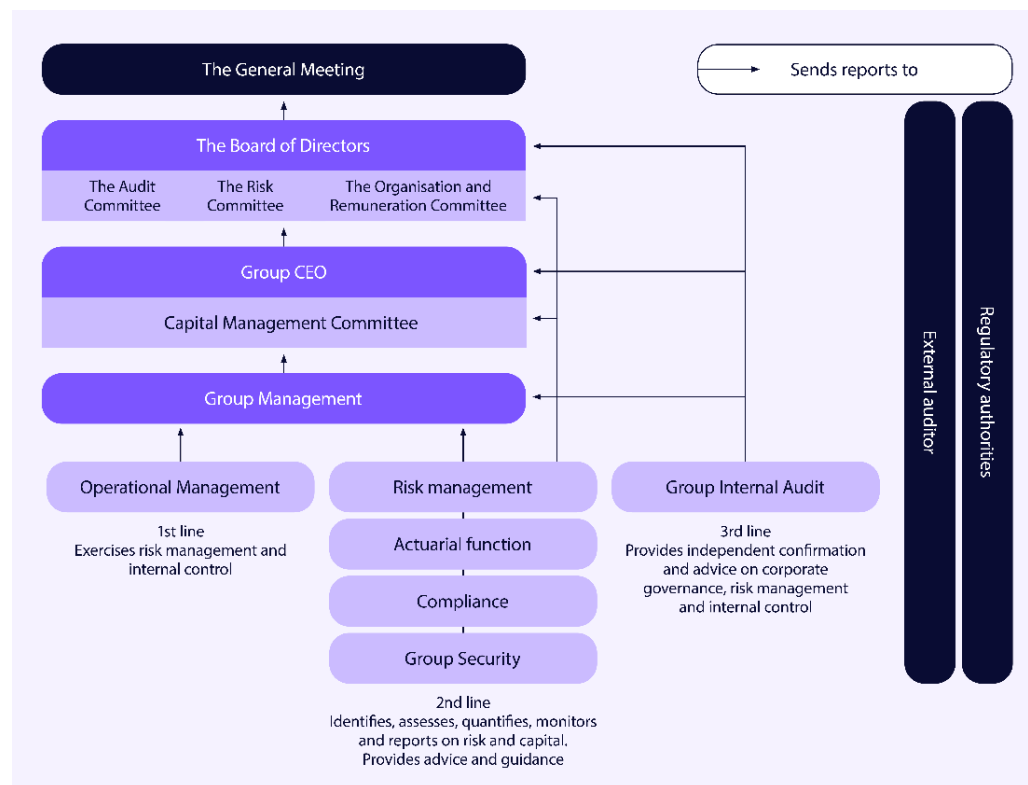 The General Meeting
Sends reports to
The Board of Directors
The Audit
Committee
The Risk
Committee
The Organisation and
Remuneration Committee
Group CEO
Capital Management Committee
Group Management
Operational Management
1st line
Exercises risk management and
internal control
Risk management
Actuarial function
Compliance
Group Security
2nd line
Identifies, assesses, quantifies, monitors
and reports on risk and capital.
Provides advice and guidance
Group Internal Audit
3rd line
Provides independent confirmation
and advice on corporate
governance, risk management
and internal control
External auditor
Regulatory authorities